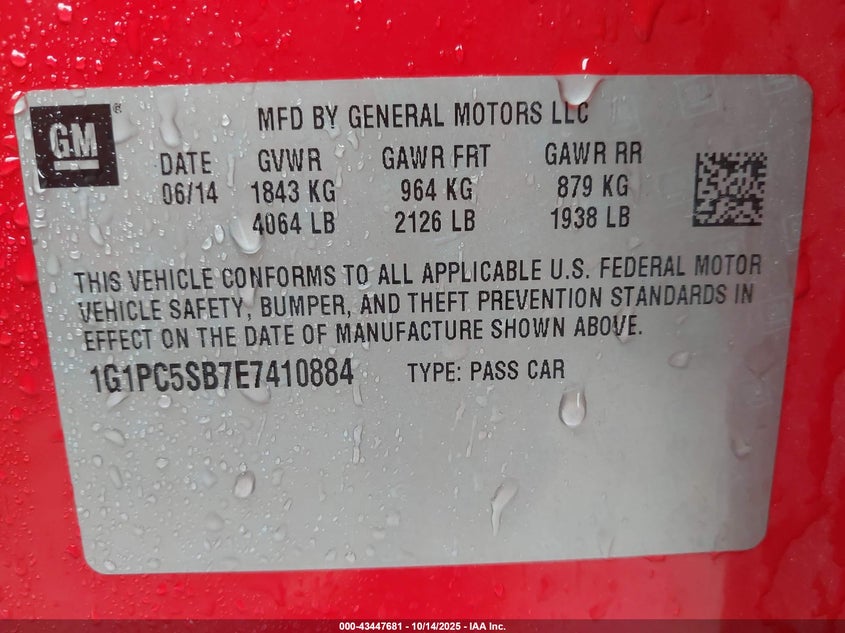 GM®
MFD BY GENERAL MOTORS LLC
DATE GVWR GAWR FRT GAWR RR
06/14 1843 KG 964 KG 879 KG
4064 LB 2126 LB 1938 LB
THIS VEHICLE CONFORMS TO ALL APPLICABLE U.S. FEDERAL MOTOR
VEHICLE SAFETY, BUMPER, AND THEFT PREVENTION STANDARDS IN
EFFECT ON THE DATE OF MANUFACTURE SHOWN ABOVE.
1G1PC5SB7E7410884 TYPE: PASS CAR
000-43447681 - 10/14/2025 - IAA Inc.